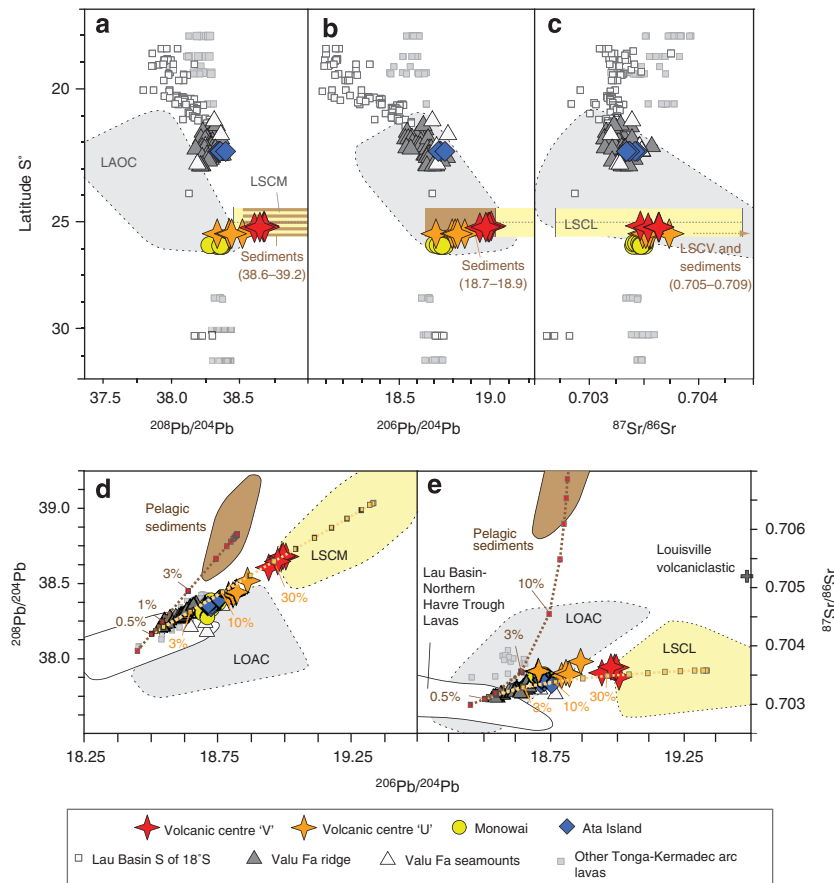 a
b
c
Latitude S°
20
25
30
LAOC
LSCM
Sediments
(38.6–39.2)
Sediments
(18.7–18.9)
LSCL
LSCV and
sediments
(0.705–0.709)
37.5
38.0
38.5
18.5
19.0
0.703
0.704
208Pb/204Pb
206Pb/204Pb
87Sr/86Sr
d
e
39.0
38.5
38.0
208Pb/204Pb
Pelagic
sediments
3%
1%
0.5%
3%
10%
30%
LSCM
LOAC
Pelagic
sediments
Lau Basin-
Northern
Havre Trough
Lavas
Louisville
volcaniclastic
10%
3%
LOAC
LSCL
0.5%
3%
10%
30%
0.706
0.705
0.704
0.703
87Sr/86Sr
18.25
18.75
19.25
18.75
19.25
206Pb/204Pb
Volcanic centre ‘V’
Volcanic centre ‘U’
Monowai
Ata Island
Lau Basin S of 18°S
Valu Fa ridge
Valu Fa seamounts
Other Tonga-Kermadec arc
lavas